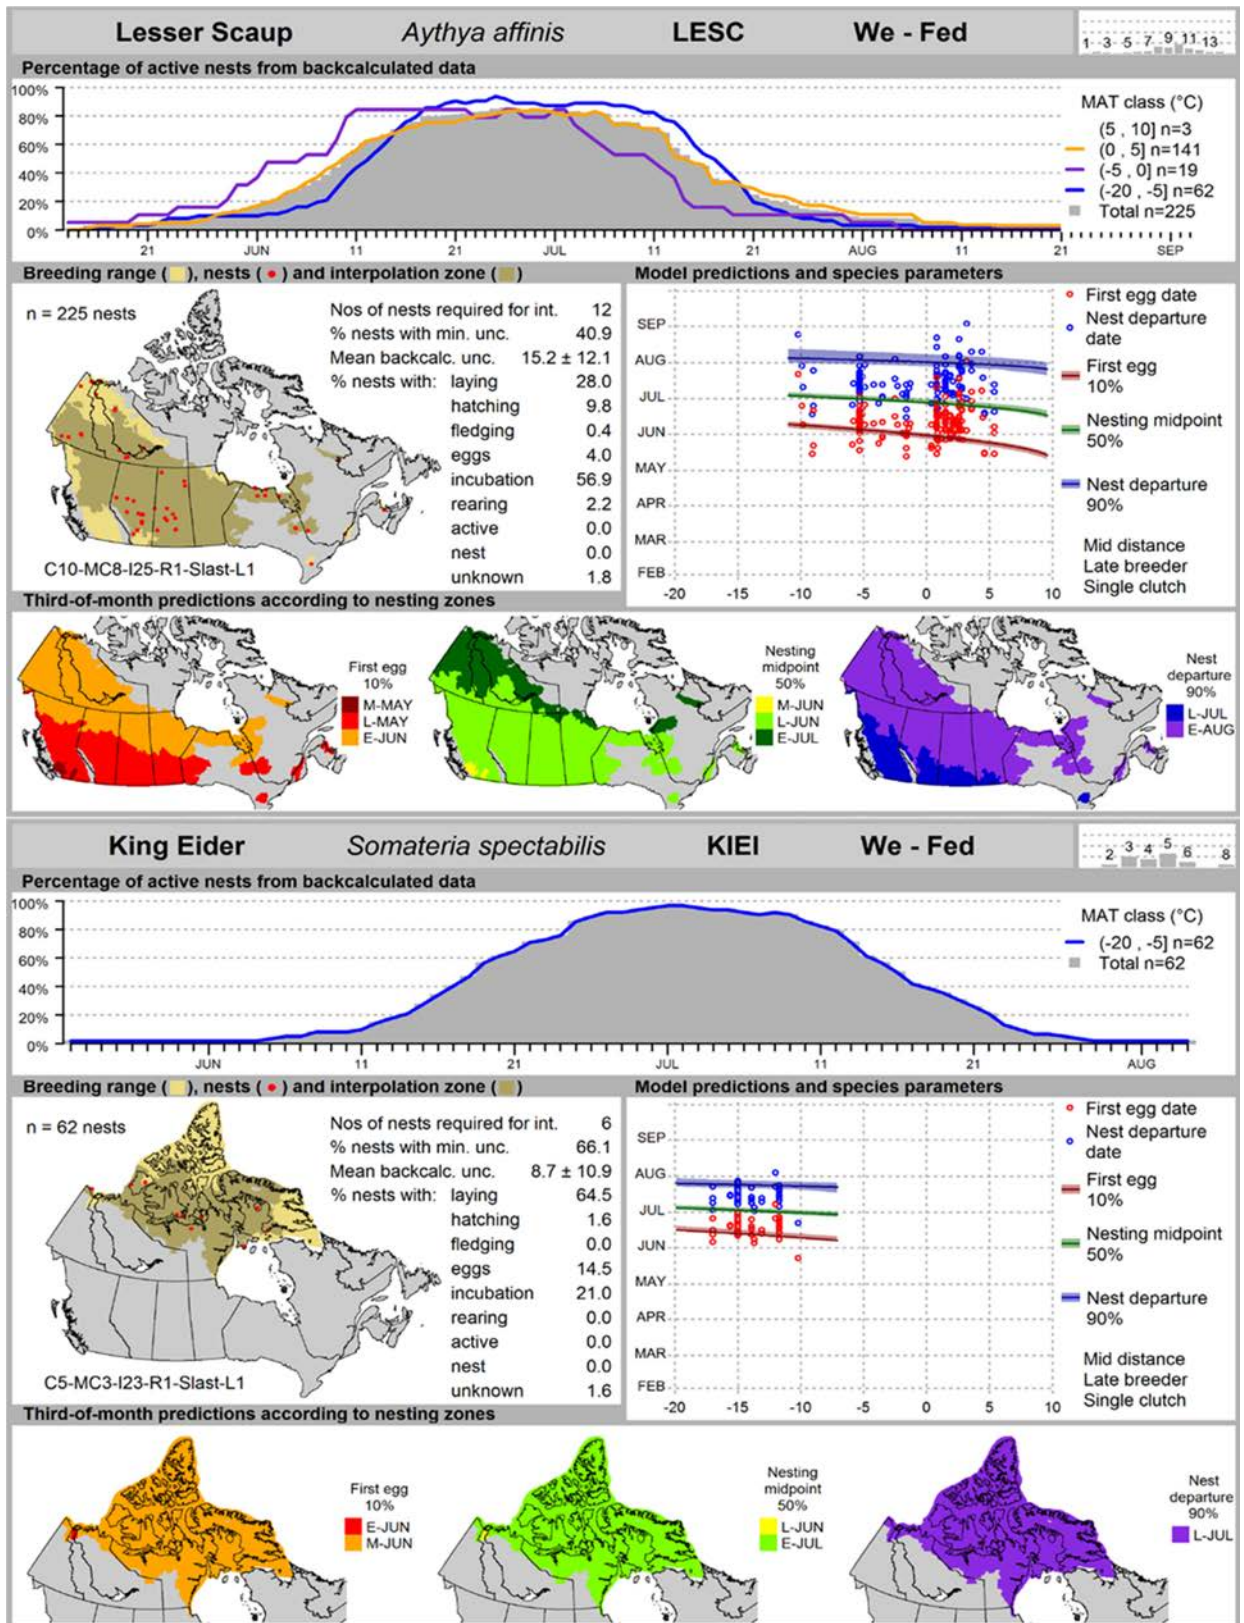 Lesser Scaup Aythya affinis LESC We - Fed
1 3 5 7 9 11 13
Percentage of active nests from backcalculated data
100%
80%
60%
40%
20%
0%
21 JUN 11 21 JUL 11 21 AUG 11 21 SEP
MAT class (°C)
(5 , 10] n=3
(0 , 5] n=141
(-5 , 0] n=19
(-20 , -5] n=62
Total n=225
Breeding range ( ), nests ( ) and interpolation zone ( )
n = 225 nests
Nos of nests required for int. 12
% nests with min. unc. 40.9
Mean backcalc. unc. 15.2 ± 12.1
% nests with: laying 28.0
hatching 9.8
fledging 0.4
eggs 4.0
incubation 56.9
rearing 2.2
active 0.0
nest 0.0
unknown 1.8
C10-MC8-I25-R1-Slast-L1
Model predictions and species parameters
SEP
AUG
JUL
JUN
MAY
APR
MAR
FEB
-20 -15 -10 -5 0 5 10
First egg date
Nest departure
date
First egg
10%
Nesting midpoint
50%
Nest departure
90%
Mid distance
Late breeder
Single clutch
Third-of-month predictions according to nesting zones
First egg
10%
M-MAY
L-MAY
E-JUN
Nesting
midpoint
50%
M-JUN
L-JUN
E-JUL
Nest
departure
90%
L-JUL
E-AUG
King Eider Somateria spectabilis KIEI We - Fed
2 3 4 5 6 8
Percentage of active nests from backcalculated data
100%
80%
60%
40%
20%
0%
JUN 11 21 JUL 11 21 AUG
MAT class (°C)
(-20 , -5] n=62
Total n=62
Breeding range ( ), nests ( ) and interpolation zone ( )
n = 62 nests
Nos of nests required for int. 6
% nests with min. unc. 66.1
Mean backcalc. unc. 8.7 ± 10.9
% nests with: laying 64.5
hatching 1.6
fledging 0.0
eggs 14.5
incubation 21.0
rearing 0.0
active 0.0
nest 0.0
unknown 1.6
C5-MC3-I23-R1-Slast-L1
Model predictions and species parameters
SEP
AUG
JUL
JUN
MAY
APR
MAR
FEB
-20 -15 -10 -5 0 5 10
First egg date
Nest departure
date
First egg
10%
Nesting midpoint
50%
Nest departure
90%
Mid distance
Late breeder
Single clutch
Third-of-month predictions according to nesting zones
First egg
10%
E-JUN
M-JUN
Nesting
midpoint
50%
L-JUN
E-JUL
Nest
departure
90%
L-JUL